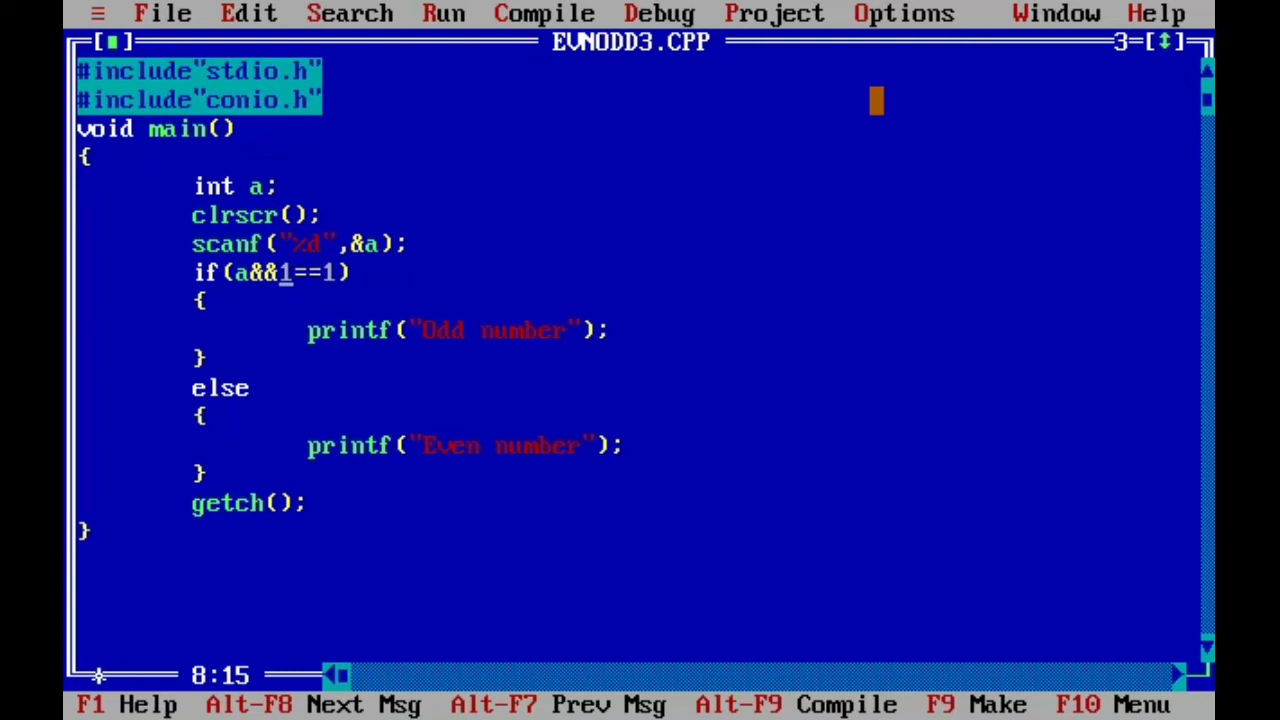 ≡ File Edit Search Run Compile Debug Project Options Window Help
[■] EVNODD3.CPP 3=[↕]
#include"stdio.h"
#include"conio.h"
void main()
{
int a;
clrscr();
scanf("%d",&a);
if(a&&1==1)
{
printf("Odd number");
}
else
{
printf("Even number");
}
getch();
}
8:15
F1 Help Alt-F8 Next Msg Alt-F7 Prev Msg Alt-F9 Compile F9 Make F10 Menu